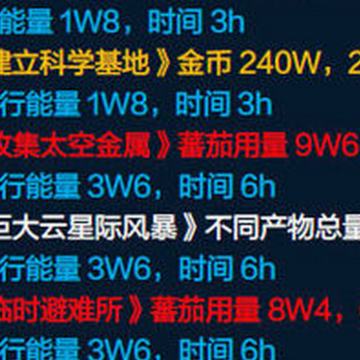 行能量 1W8，时间 3h
建立科学基地》金币 240W，2
行能量 1W8，时间 3h
收集太空金属》蕃茄用量 9W6
行能量 3W6，时间 6h
巨大云星际风暴》不同产物总量
行能量 3W6，时间 6h
临时避难所》蕃茄用量 8W4，
行能量 3W6，时间 6h